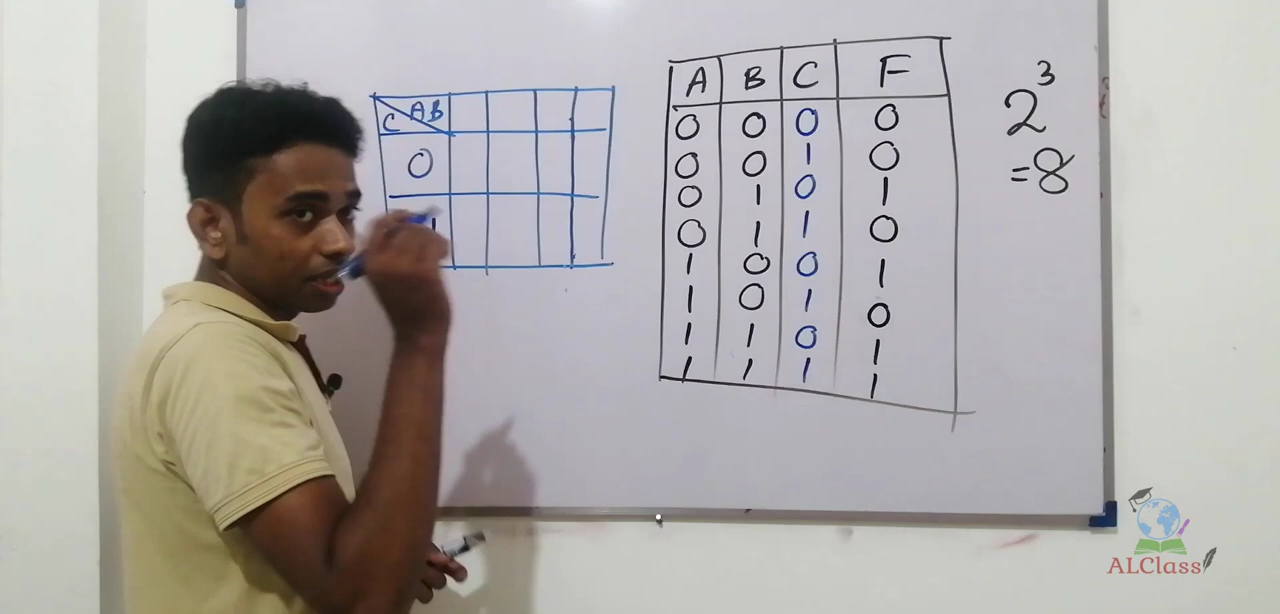 C AB
0
1
A B C F
0 0 0 0
0 0 1 0
0 1 0 1
0 1 1 0
1 0 0 1
1 0 1 0
1 1 0 1
1 1 1 1
2³
=8
ALClass